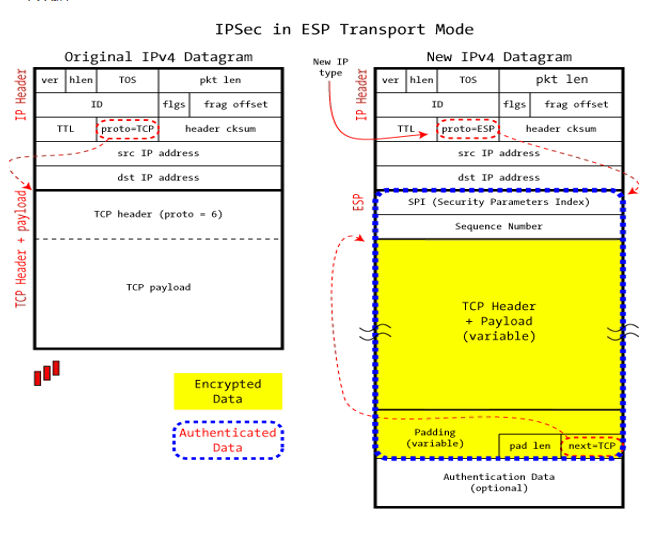 IPSec in ESP Transport Mode
Original IPv4 Datagram
IP Header
ver hlen TOS pkt len
ID flgs frag offset
TTL proto=TCP header cksum
src IP address
dst IP address
TCP Header + payload
TCP header (proto = 6)
TCP payload
Encrypted
Data
Authenticated
Data
New IPv4 Datagram
New IP
type
IP Header
ver hlen TOS pkt len
ID flgs frag offset
TTL proto=ESP header cksum
src IP address
dst IP address
ESP
SPI (Security Parameters Index)
Sequence Number
TCP Header
+ Payload
(variable)
Padding
(variable)
pad len next=TCP
Authentication Data
(optional)